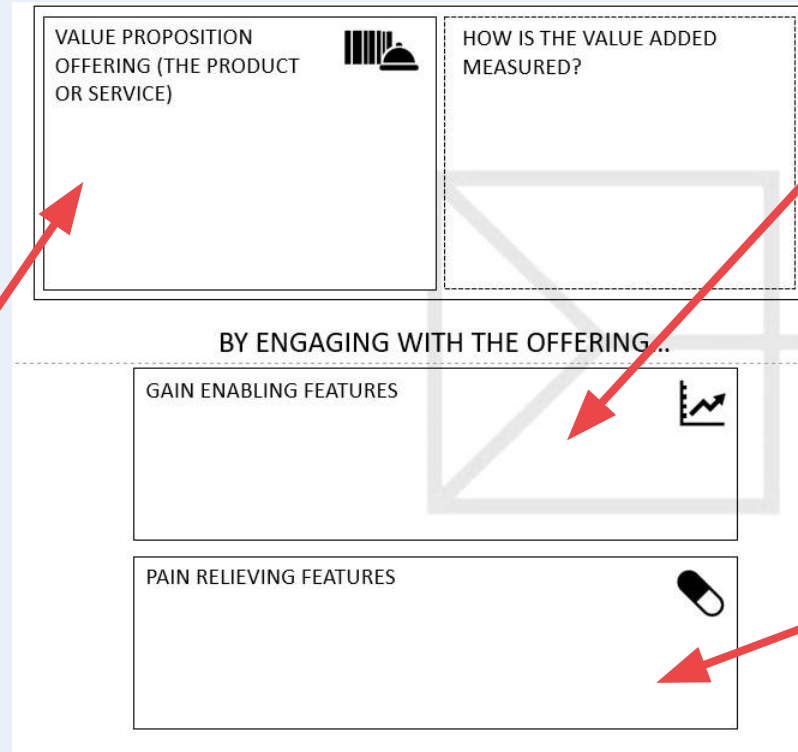 VALUE PROPOSITION
OFFERING (THE PRODUCT
OR SERVICE)
HOW IS THE VALUE ADDED
MEASURED?
BY ENGAGING WITH THE OFFERING...
GAIN ENABLING FEATURES
PAIN RELIEVING FEATURES